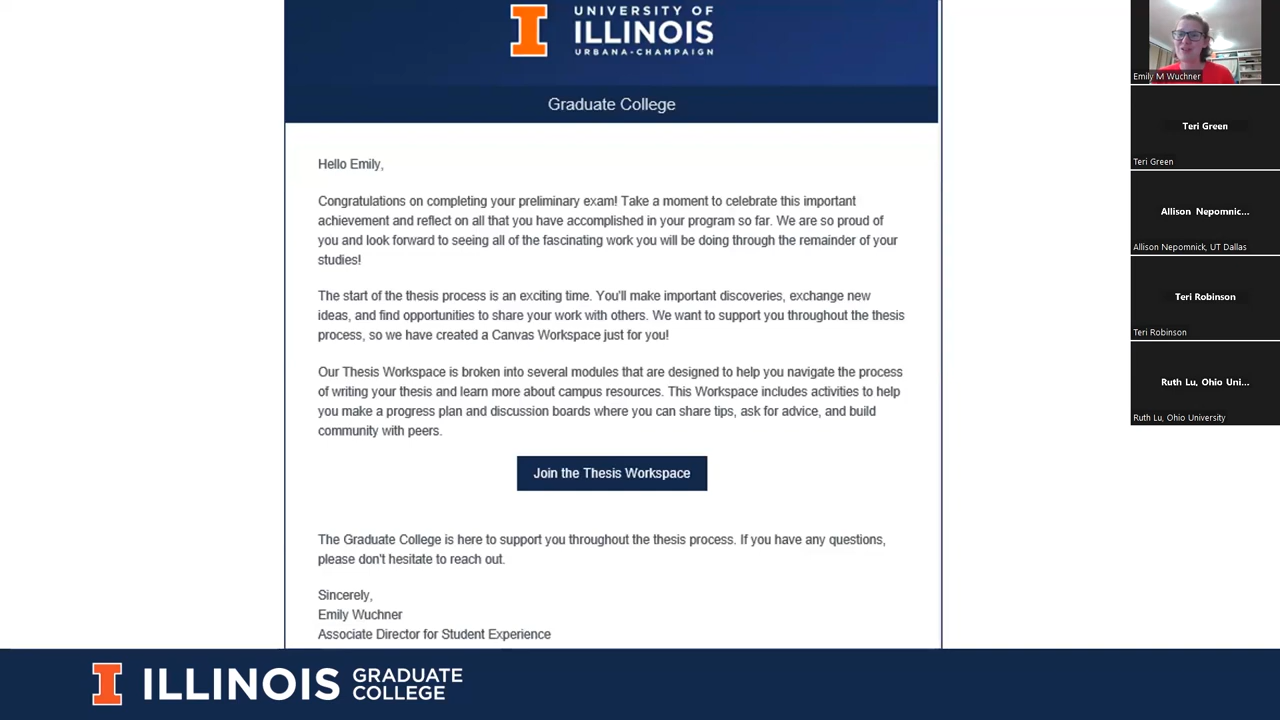 UNIVERSITY OF
ILLINOIS
URBANA-CHAMPAIGN
Graduate College
Hello Emily,
Congratulations on completing your preliminary exam! Take a moment to celebrate this important
achievement and reflect on all that you have accomplished in your program so far. We are so proud of
you and look forward to seeing all of the fascinating work you will be doing through the remainder of your
studies!
The start of the thesis process is an exciting time. You'll make important discoveries, exchange new
ideas, and find opportunities to share your work with others. We want to support you throughout the thesis
process, so we have created a Canvas Workspace just for you!
Our Thesis Workspace is broken into several modules that are designed to help you navigate the process
of writing your thesis and learn more about campus resources. This Workspace includes activities to help
you make a progress plan and discussion boards where you can share tips, ask for advice, and build
community with peers.
Join the Thesis Workspace
The Graduate College is here to support you throughout the thesis process. If you have any questions,
please don't hesitate to reach out.
Sincerely,
Emily Wuchner
Associate Director for Student Experience
ILLINOIS
GRADUATE
COLLEGE
Emily M Wuchner
Teri Green
Teri Green
Allison Nepomnic...
Allison Nepomnick, UT Dallas
Teri Robinson
Teri Robinson
Ruth Lu, Ohio Uni...
Ruth Lu, Ohio University